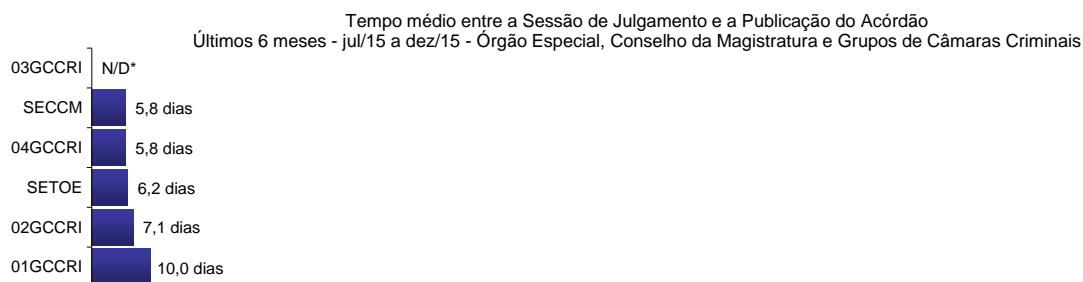 Tempo médio entre a Sessão de Julgamento e a Publicação do Acórdão
Últimos 6 meses - jul/15 a dez/15 - Órgão Especial, Conselho da Magistratura e Grupos de Câmaras Criminais
03GCCRI N/D*
SECCM 5,8 dias
04GCCRI 5,8 dias
SETOE 6,2 dias
02GCCRI 7,1 dias
01GCCRI 10,0 dias